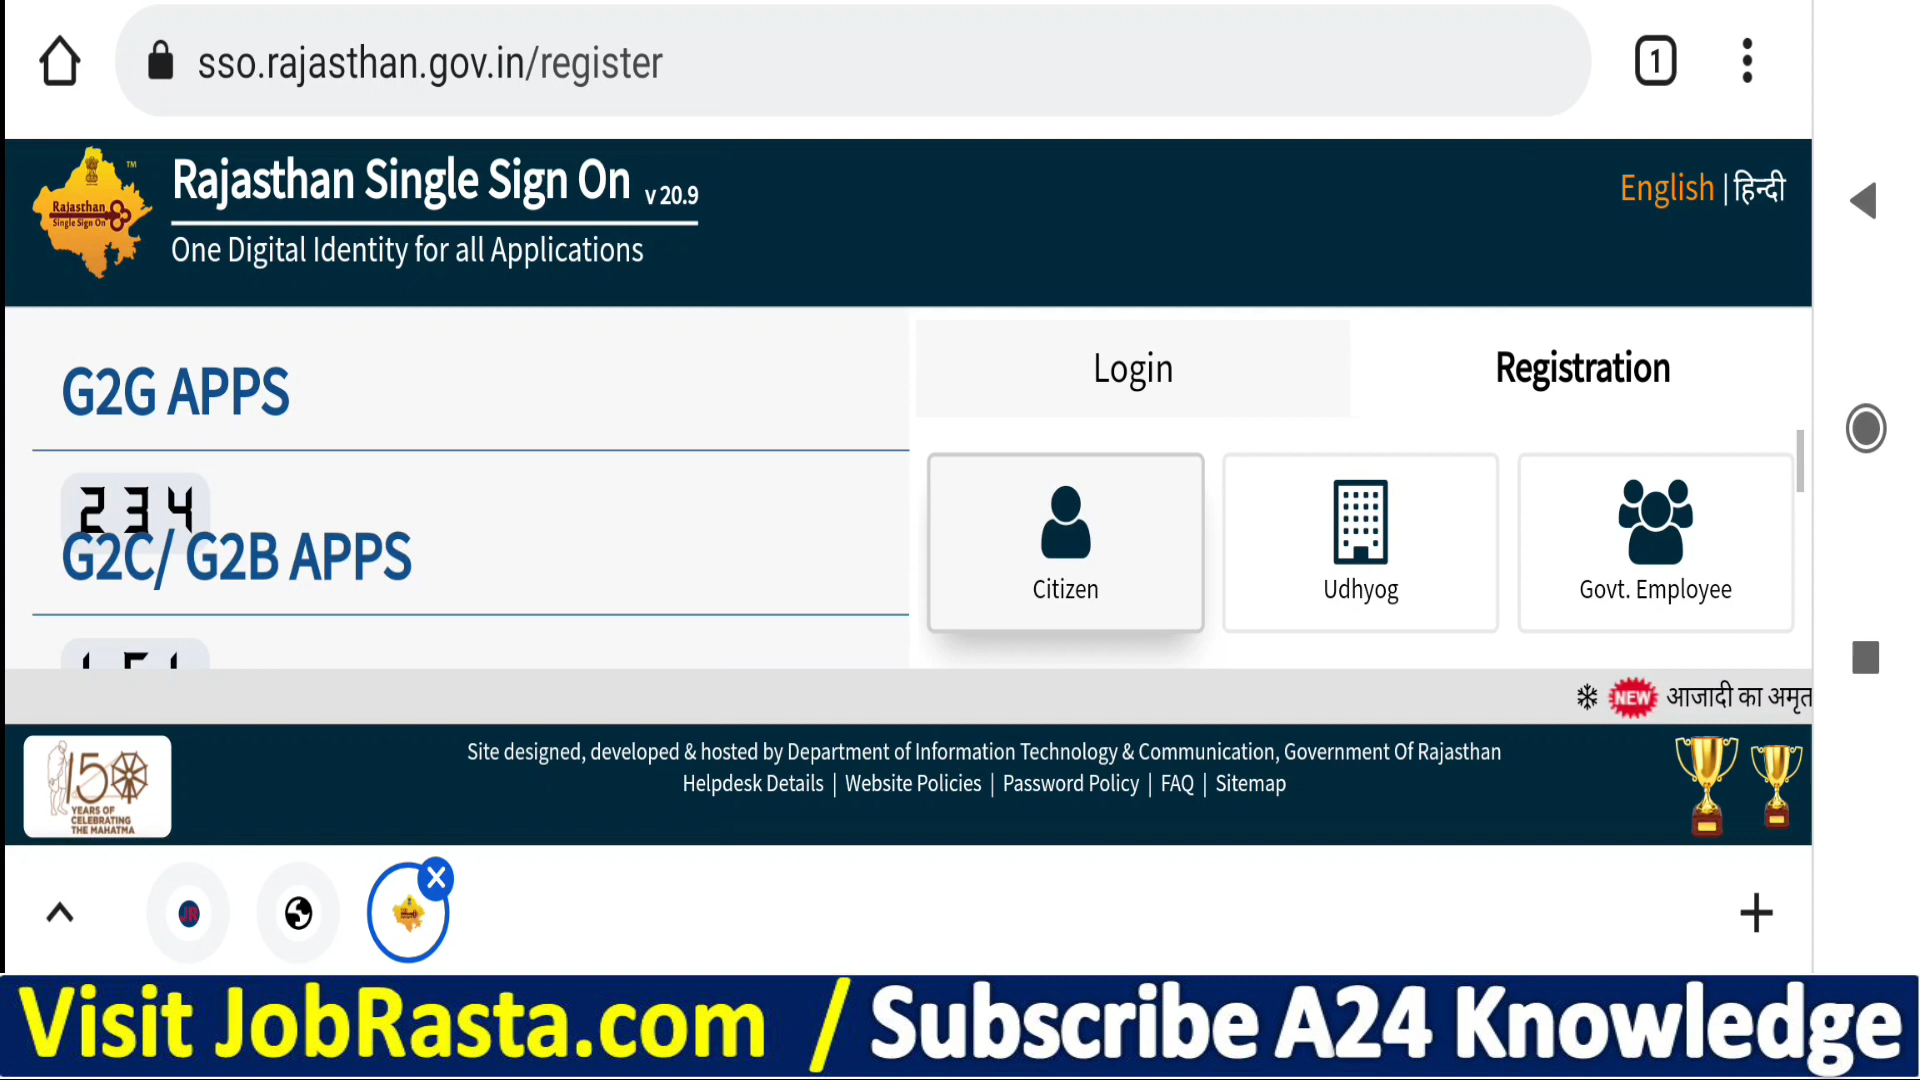 sso.rajasthan.gov.in/register
1
Rajasthan Single Sign On v 20.9
One Digital Identity for all Applications
English | हिन्दी
Rajasthan
Single Sign On
TM
G2G APPS
234
G2C/ G2B APPS
Login
Registration
Citizen
Udhyog
Govt. Employee
NEW आजादी का अमृत
150
YEARS OF
CELEBRATING
THE MAHATMA
Site designed, developed & hosted by Department of Information Technology & Communication, Government Of Rajasthan
Helpdesk Details | Website Policies | Password Policy | FAQ | Sitemap
JR
Visit JobRasta.com / Subscribe A24 Knowledge